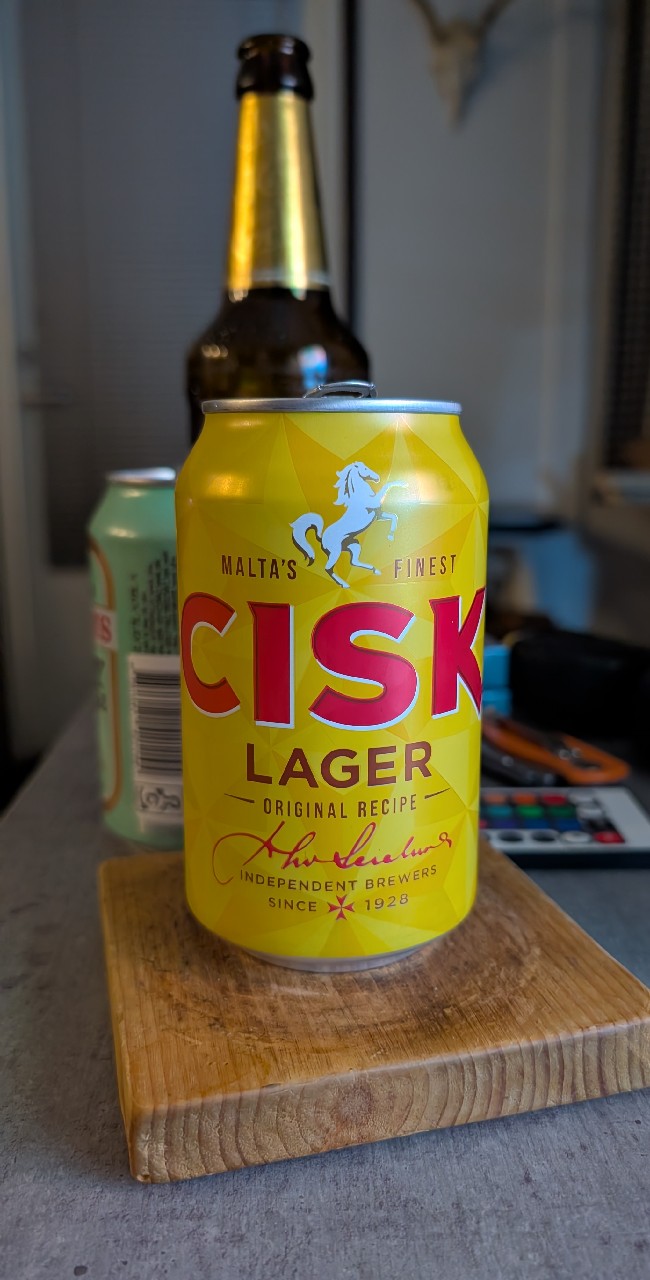 MALTA'S FINEST
CISK
LAGER
ORIGINAL RECIPE
INDEPENDENT BREWERS
SINCE 1928